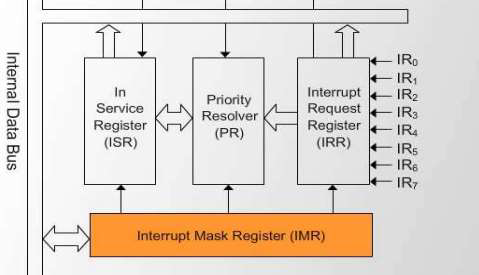 Internal Data Bus
In
Service
Register
(ISR)
Priority
Resolver
(PR)
Interrupt
Request
Register
(IRR)
IR0
IR1
IR2
IR3
IR4
IR5
IR6
IR7
Interrupt Mask Register (IMR)